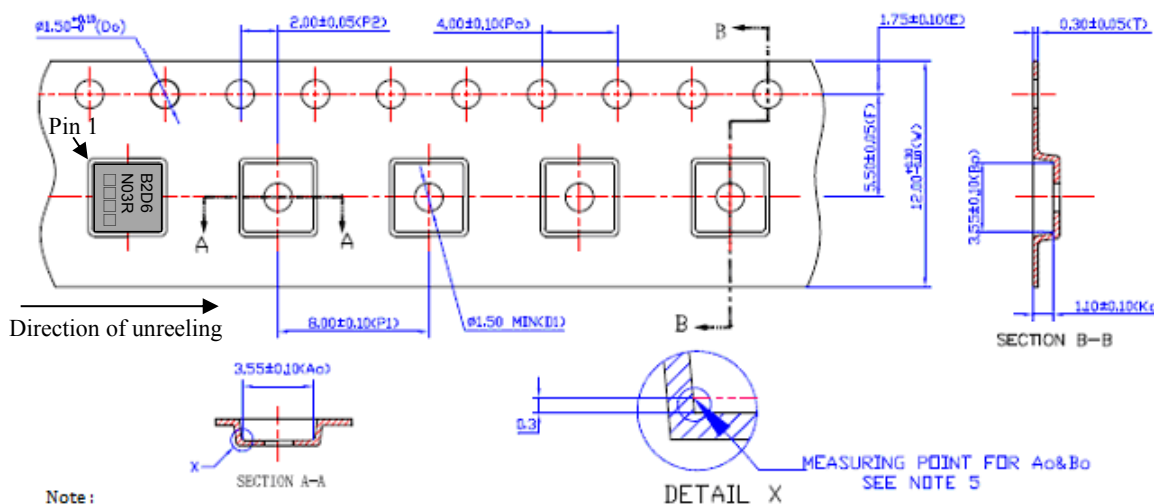 Ø1.50 +0.10 -0 (Do)
2.00±0.05(P2)
4.00±0.10(Po)
B
1.75±0.10(E)
0.30±0.05(T)
Pin 1
B2D6
N03R
□□□□
A
A
5.50±0.05(F)
3.55±0.10(Bo)
Direction of unreeling
8.00±0.10(P1)
Ø1.50 MIN(D1)
B
1.10±0.10(Ko
SECTION B-B
3.55±0.10(Ao)
X
SECTION A-A
0.3
MEASURING POINT FOR Ao&Bo
SEE NOTE 5
DETAIL X
Note: